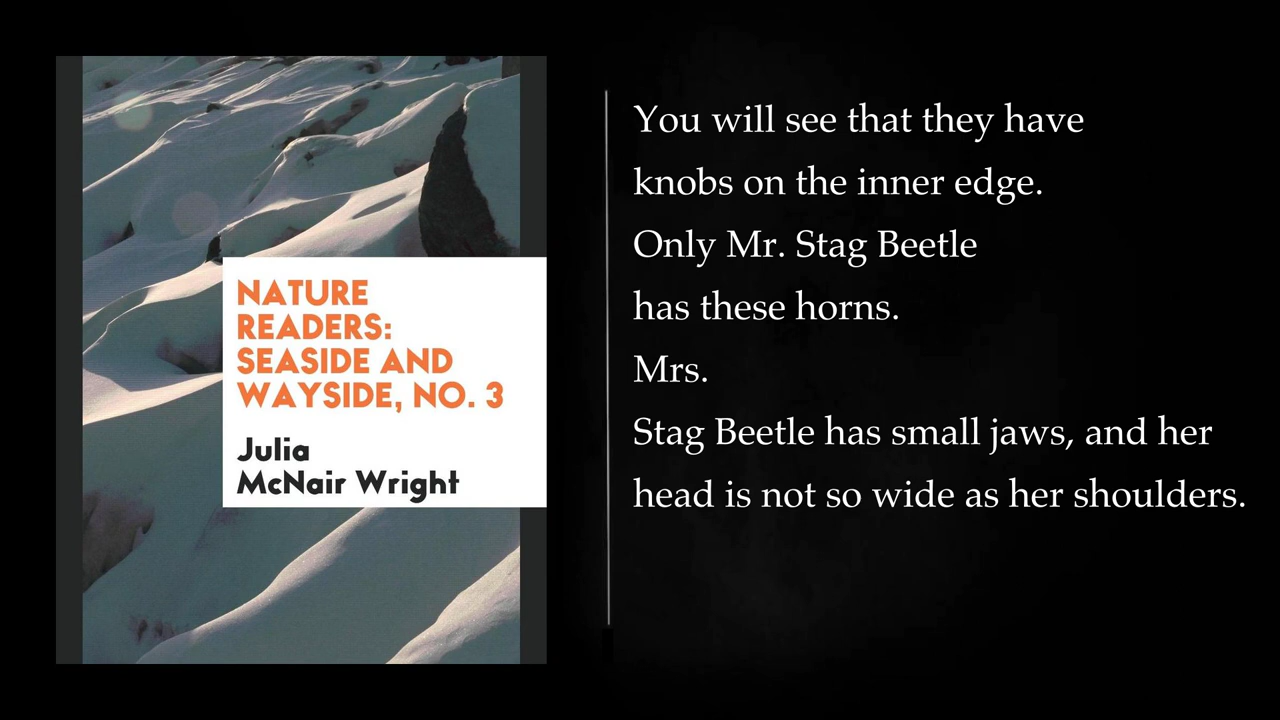 NATURE
READERS:
SEASIDE AND
WAYSIDE, NO. 3
Julia
McNair Wright
You will see that they have
knobs on the inner edge.
Only Mr. Stag Beetle
has these horns.
Mrs.
Stag Beetle has small jaws, and her
head is not so wide as her shoulders.